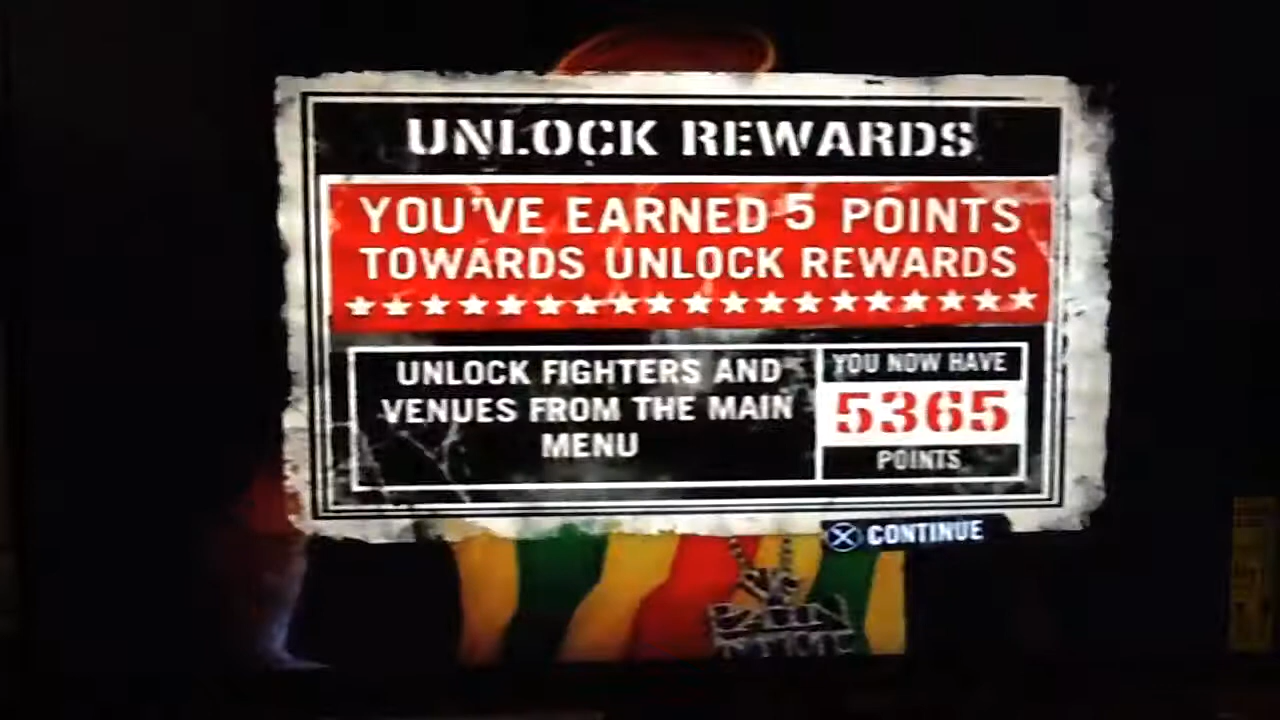 UNLOCK REWARDS
YOU'VE EARNED 5 POINTS
TOWARDS UNLOCK REWARDS
UNLOCK FIGHTERS AND
VENUES FROM THE MAIN
MENU
YOU NOW HAVE
5365
POINTS
CONTINUE